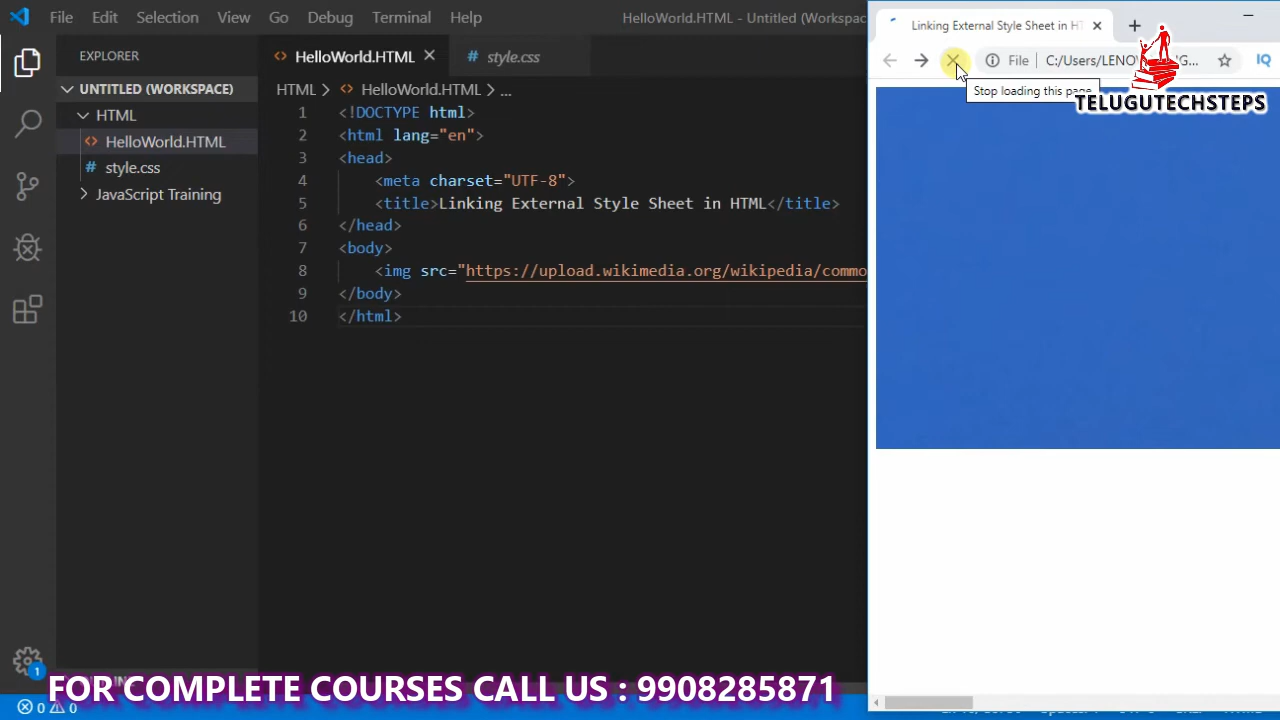 File Edit Selection View Go Debug Terminal Help
HelloWorld.HTML - Untitled (Workspace
EXPLORER
UNTITLED (WORKSPACE)
HTML
<> HelloWorld.HTML
# style.css
JavaScript Training
<> HelloWorld.HTML
# style.css
HTML > <> HelloWorld.HTML > ...
1 <!DOCTYPE html>
2 <html lang="en">
3 <head>
4 <meta charset="UTF-8">
5 <title>Linking External Style Sheet in HTML</title>
6 </head>
7 <body>
8 <img src="https://upload.wikimedia.org/wikipedia/commo
9 </body>
10 </html>
Linking External Style Sheet in HT
File C:/Users/LENOV
IQ
Stop loading this page
TELUGUTECHSTEPS
1
FOR COMPLETE COURSES CALL US : 9908285871
0 0